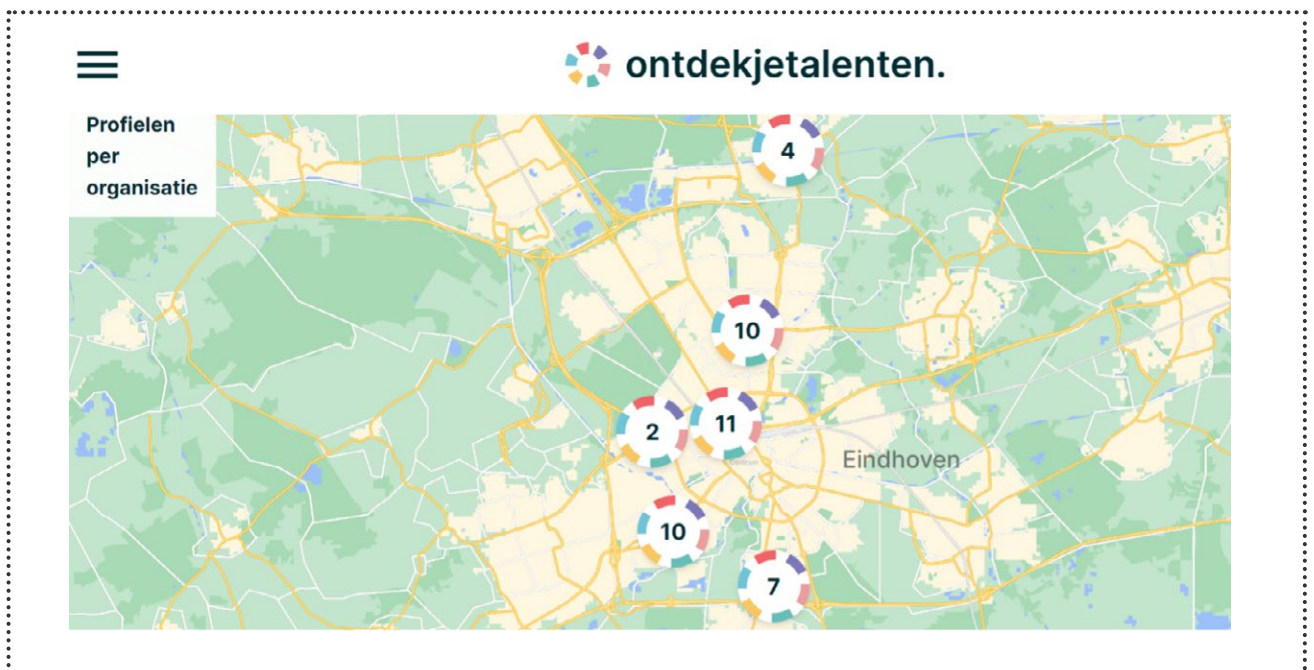 ontdekjetalenten.
Profielen
per
organisatie
4
10
11
2
Eindhoven
10
7